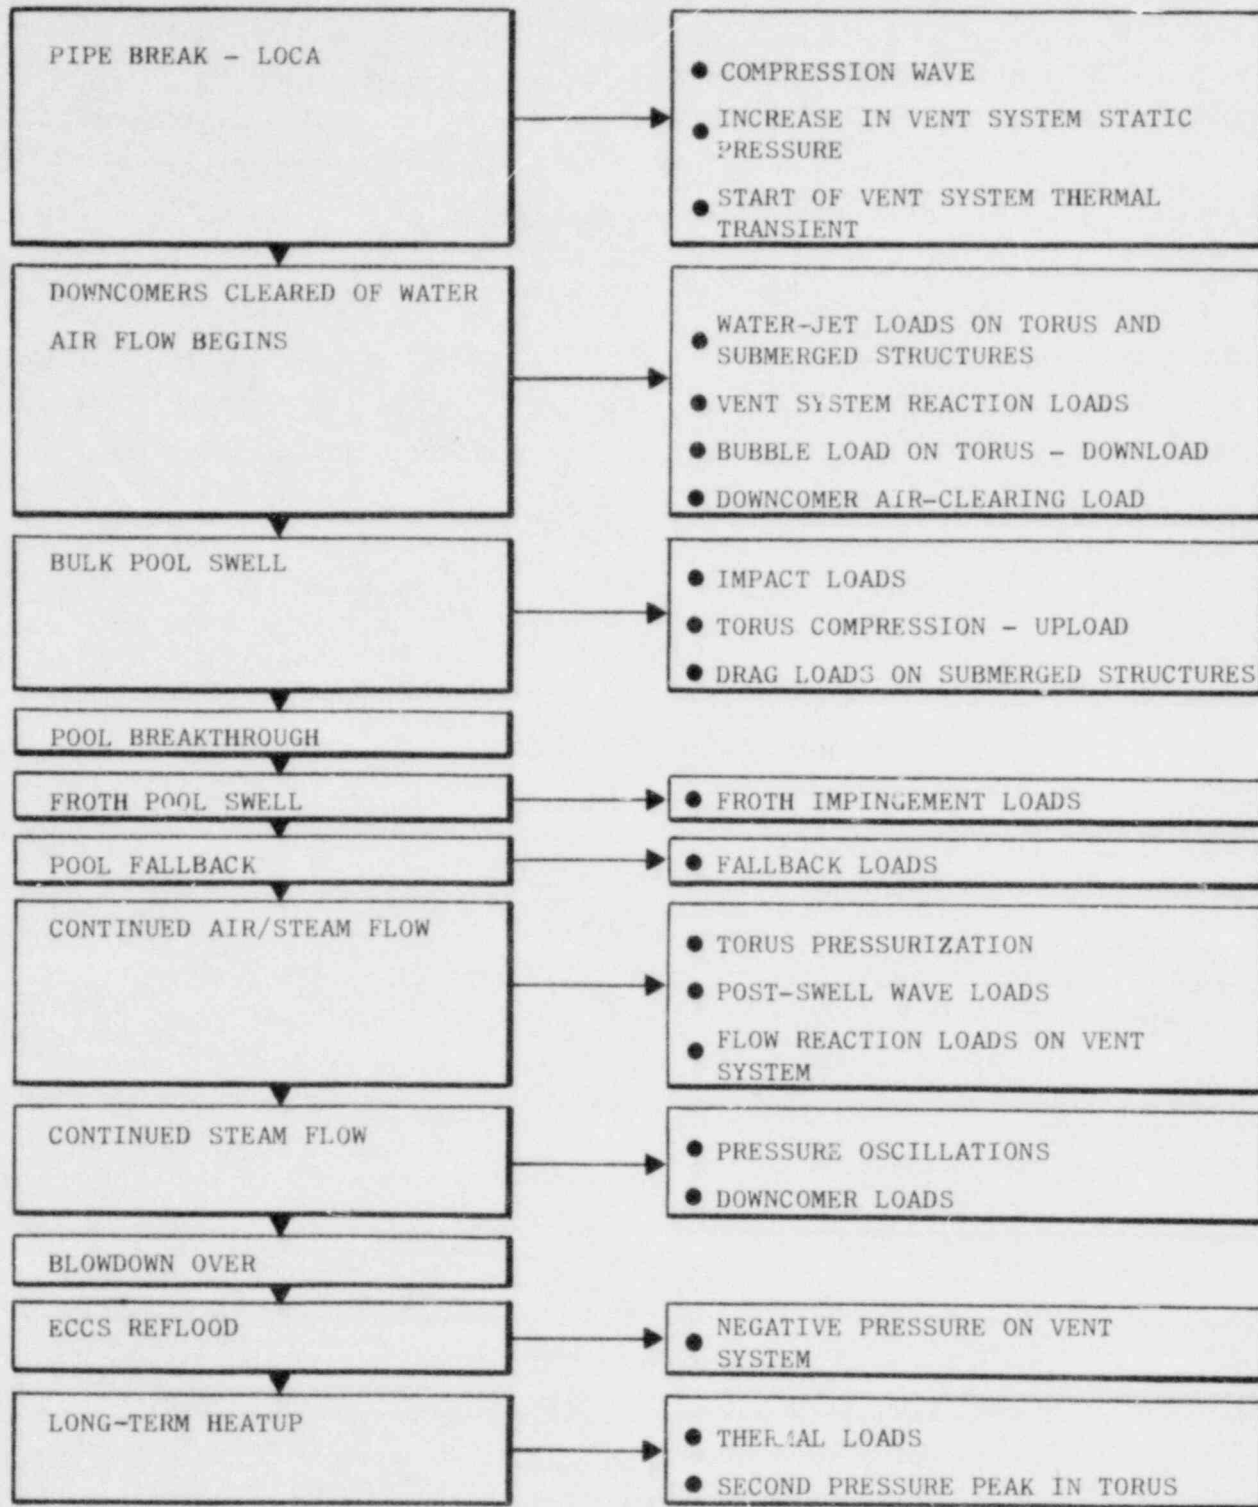 PIPE BREAK – LOCA
● COMPRESSION WAVE
● INCREASE IN VENT SYSTEM STATIC
PRESSURE
● START OF VENT SYSTEM THERMAL
TRANSIENT
DOWNCOMERS CLEARED OF WATER
AIR FLOW BEGINS
● WATER-JET LOADS ON TORUS AND
SUBMERGED STRUCTURES
● VENT SYSTEM REACTION LOADS
● BUBBLE LOAD ON TORUS – DOWNLOAD
● DOWNCOMER AIR-CLEARING LOAD
BULK POOL SWELL
● IMPACT LOADS
● TORUS COMPRESSION – UPLOAD
● DRAG LOADS ON SUBMERGED STRUCTURES
POOL BREAKTHROUGH
FROTH POOL SWELL
● FROTH IMPINGEMENT LOADS
POOL FALLBACK
● FALLBACK LOADS
CONTINUED AIR/STEAM FLOW
● TORUS PRESSURIZATION
● POST-SWELL WAVE LOADS
● FLOW REACTION LOADS ON VENT
SYSTEM
CONTINUED STEAM FLOW
● PRESSURE OSCILLATIONS
● DOWNCOMER LOADS
BLOWDOWN OVER
ECCS REFLOOD
● NEGATIVE PRESSURE ON VENT
SYSTEM
LONG-TERM HEATUP
● THERMAL LOADS
● SECOND PRESSURE PEAK IN TORUS